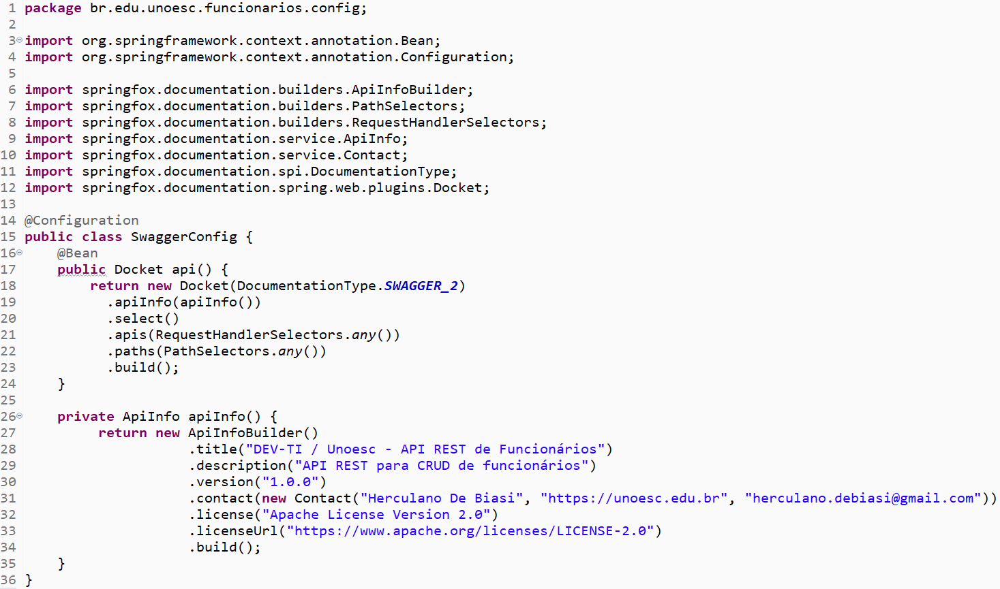 1 package br.edu.unoesc.funcionarios.config;
2
3 import org.springframework.context.annotation.Bean;
4 import org.springframework.context.annotation.Configuration;
5
6 import springfox.documentation.builders.ApiInfoBuilder;
7 import springfox.documentation.builders.PathSelectors;
8 import springfox.documentation.builders.RequestHandlerSelectors;
9 import springfox.documentation.service.ApiInfo;
10 import springfox.documentation.service.Contact;
11 import springfox.documentation.spi.DocumentationType;
12 import springfox.documentation.spring.web.plugins.Docket;
13
14 @Configuration
15 public class SwaggerConfig {
16     @Bean
17     public Docket api() {
18         return new Docket(DocumentationType.SWAGGER_2)
19           .apiInfo(apiInfo())
20           .select()
21           .apis(RequestHandlerSelectors.any())
22           .paths(PathSelectors.any())
23           .build();
24     }
25
26     private ApiInfo apiInfo() {
27          return new ApiInfoBuilder()
28                     .title("DEV-TI / Unoesc - API REST de Funcionários")
29                     .description("API REST para CRUD de funcionários")
30                     .version("1.0.0")
31                     .contact(new Contact("Herculano De Biasi", "https://unoesc.edu.br", "herculano.debiasi@gmail.com"))
32                     .license("Apache License Version 2.0")
33                     .licenseUrl("https://www.apache.org/licenses/LICENSE-2.0")
34                     .build();
35     }
36 }